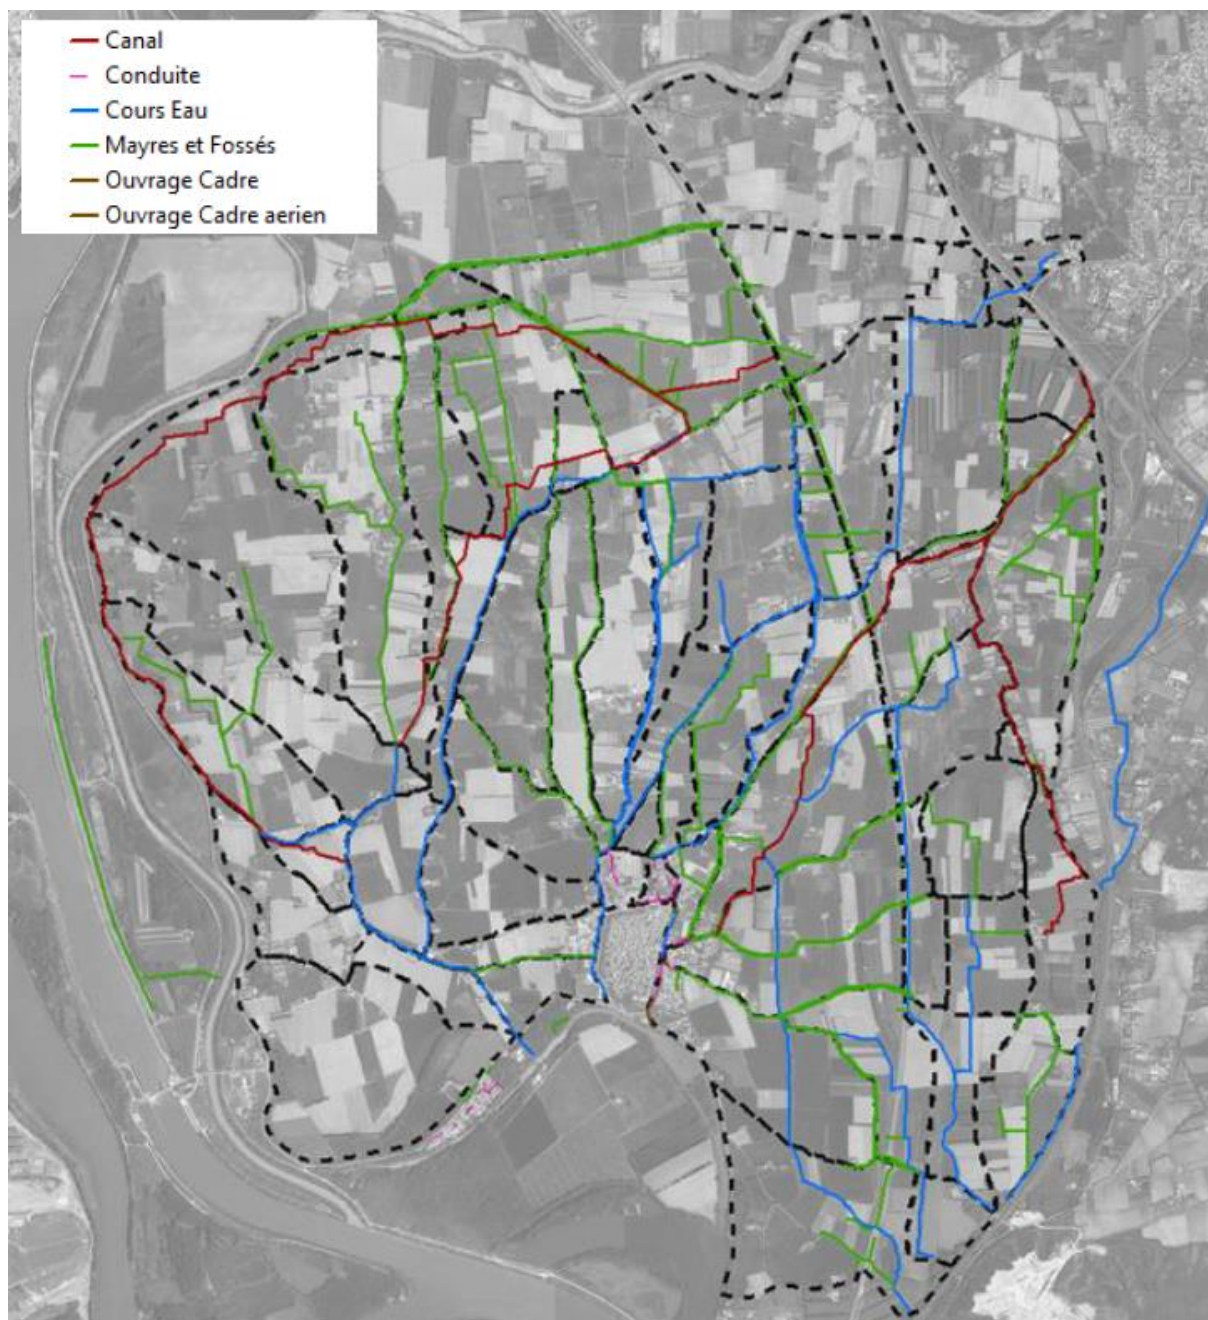 Canal
Conduite
Cours Eau
Mayres et Fossés
Ouvrage Cadre
Ouvrage Cadre aerien